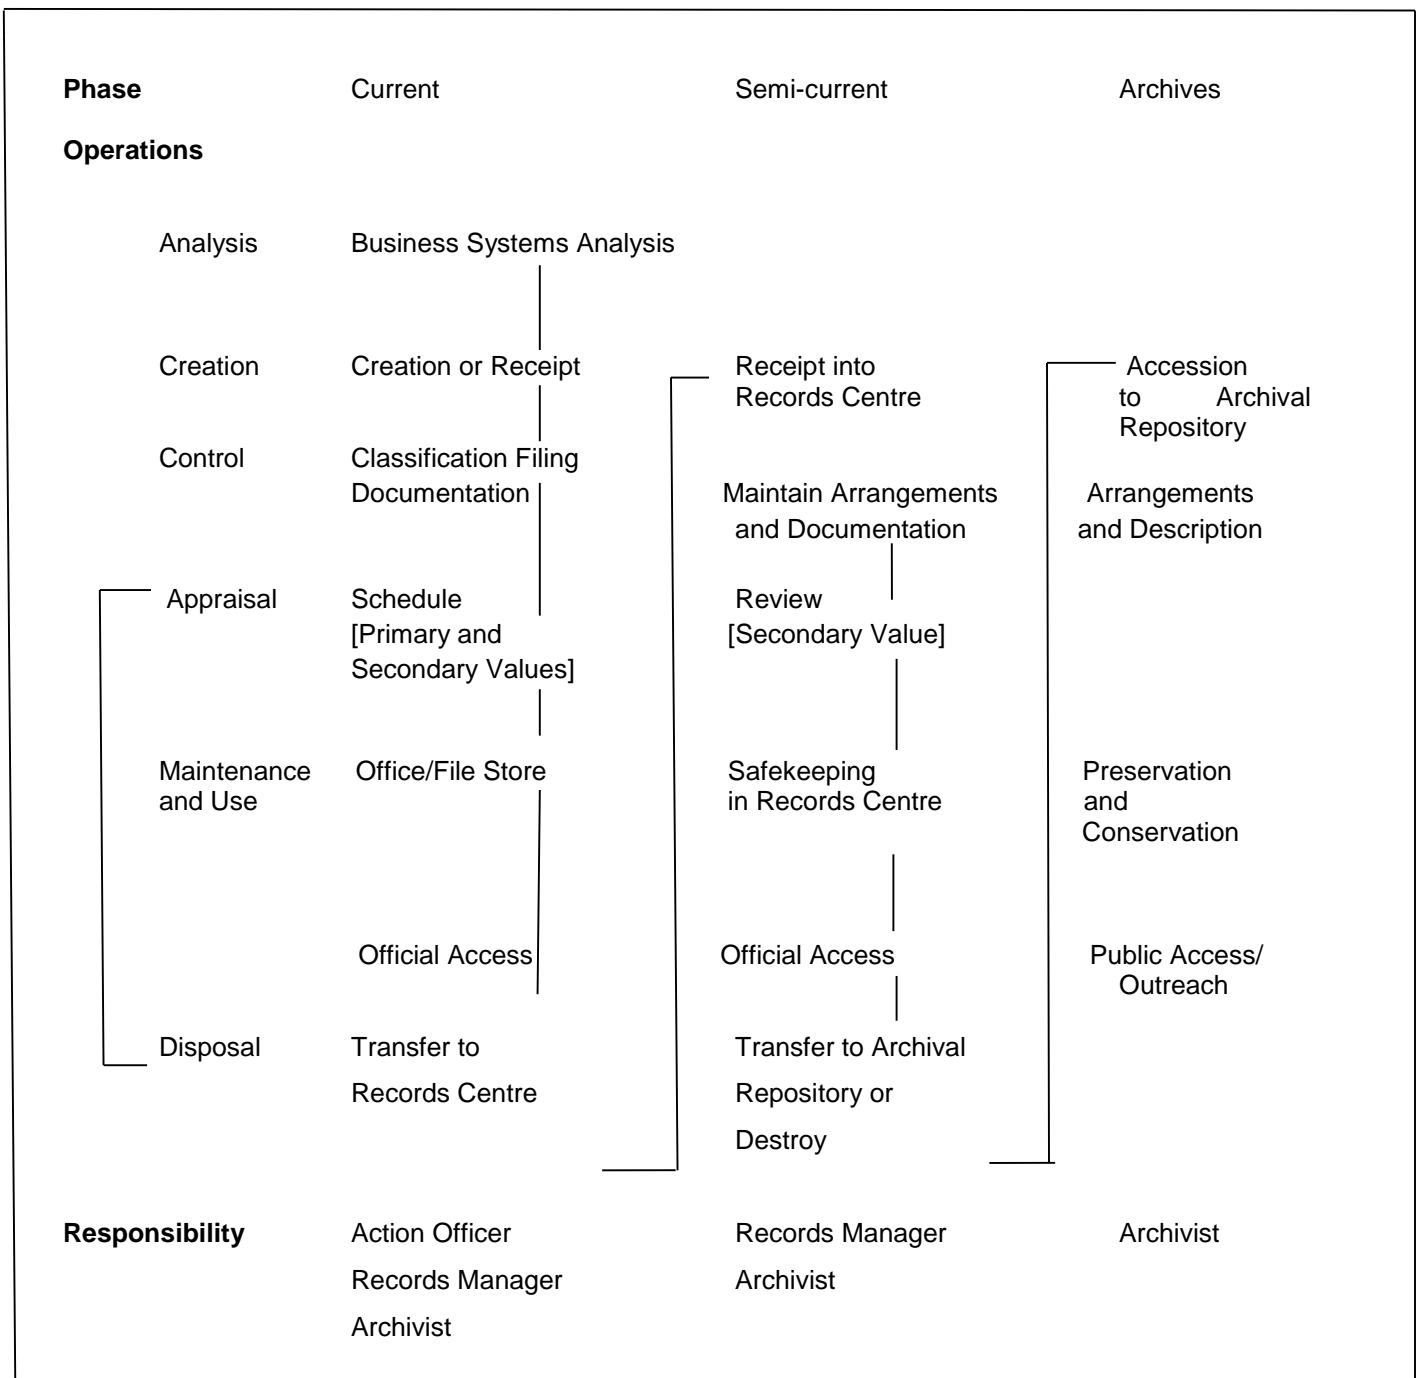 Phase Current Semi-current Archives
Operations
Analysis Business Systems Analysis
Creation Creation or Receipt Receipt into Accession
Records Centre to Archival
Repository
Control Classification Filing
Documentation Maintain Arrangements Arrangements
and Documentation and Description
Appraisal Schedule Review
[Primary and [Secondary Value]
Secondary Values]
Maintenance Office/File Store Safekeeping Preservation
and Use in Records Centre and
Conservation
Official Access Official Access Public Access/
Outreach
Disposal Transfer to Transfer to Archival
Records Centre Repository or
Destroy
Responsibility Action Officer Records Manager Archivist
Records Manager Archivist
Archivist